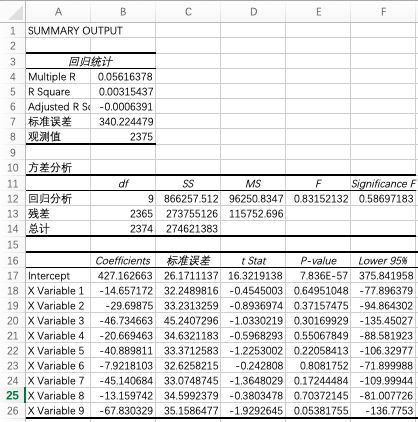 A B C D E F
1 SUMMARY OUTPUT
2
3 回归统计
4 Multiple R 0.05616378
5 R Square 0.00315437
6 Adjusted R Sc -0.0006391
7 标准误差 340.224479
8 观测值 2375
9
10 方差分析
11 df SS MS F Significance F
12 回归分析 9 866257.512 96250.8347 0.83152132 0.58697183
13 残差 2365 273755126 115752.696
14 总计 2374 274621383
15
16 Coefficients 标准误差 t Stat P-value Lower 95%
17 Intercept 427.162663 26.1711137 16.3219138 7.836E-57 375.841958
18 X Variable 1 -14.657172 32.2489816 -0.4545003 0.64951048 -77.896379
19 X Variable 2 -29.69875 33.2313259 -0.8936974 0.37157475 -94.864302
20 X Variable 3 -46.734663 45.2407296 -1.0330219 0.30169929 -135.45027
21 X Variable 4 -20.669463 34.6321183 -0.5968293 0.55067849 -88.581923
22 X Variable 5 -40.889811 33.3712583 -1.2253002 0.22058413 -106.32977
23 X Variable 6 -7.9218103 32.6258215 -0.242808 0.8081752 -71.899988
24 X Variable 7 -45.140684 33.0748745 -1.3648029 0.17244484 -109.99944
25 X Variable 8 -13.159742 34.5992379 -0.3803478 0.70372145 -81.007726
26 X Variable 9 -67.830329 35.1586477 -1.9292645 0.05381755 -136.7753